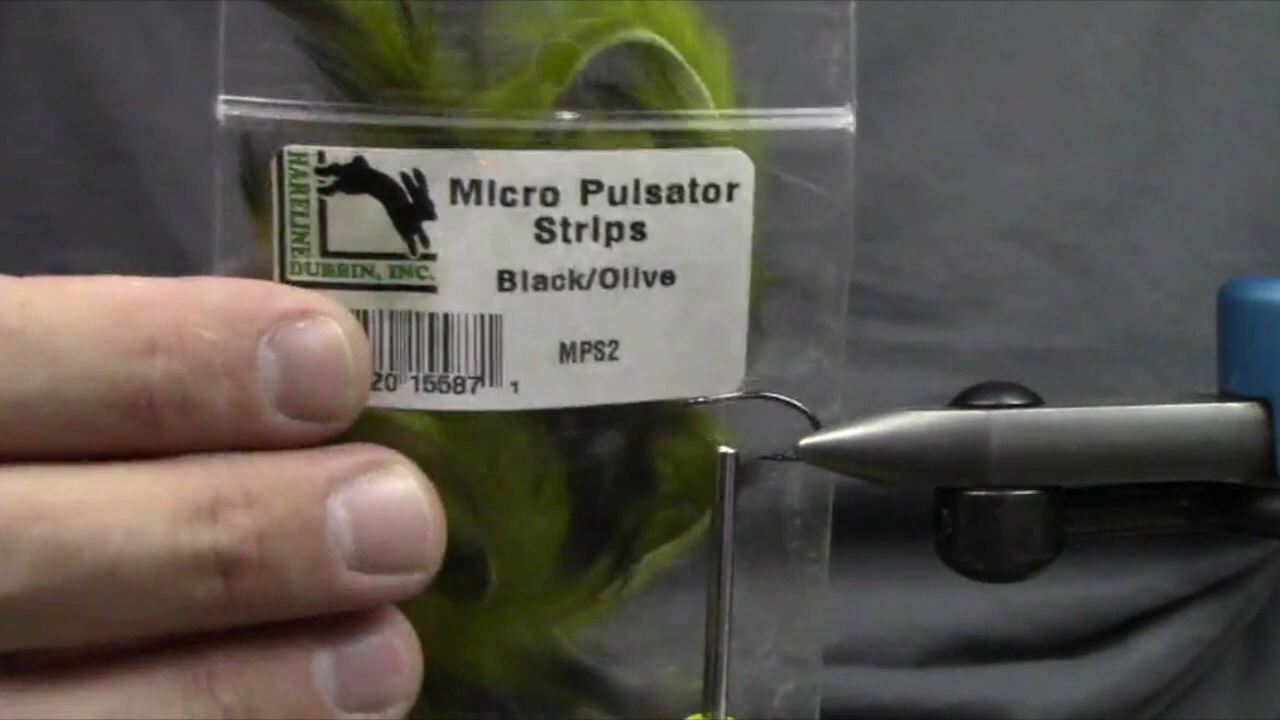 HARELINE
DUBBIN, INC.
Micro Pulsator
Strips
Black/Olive
MPS2
20 15587 1